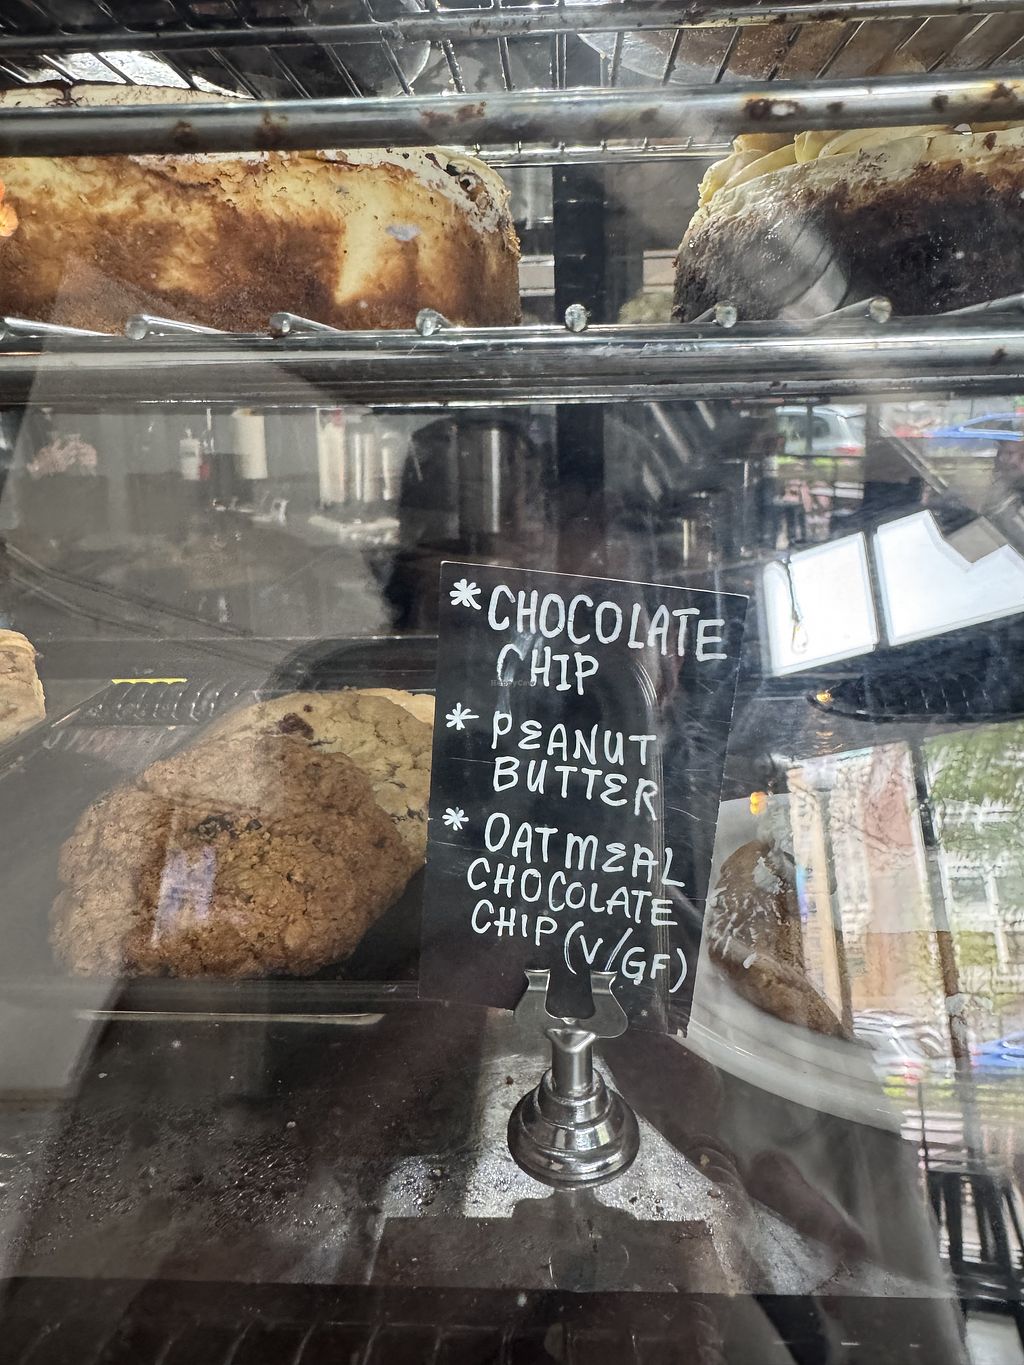 * CHOCOLATE
CHIP
* PEANUT
BUTTER
* OATMEAL
CHOCOLATE
CHIP (V/GF)